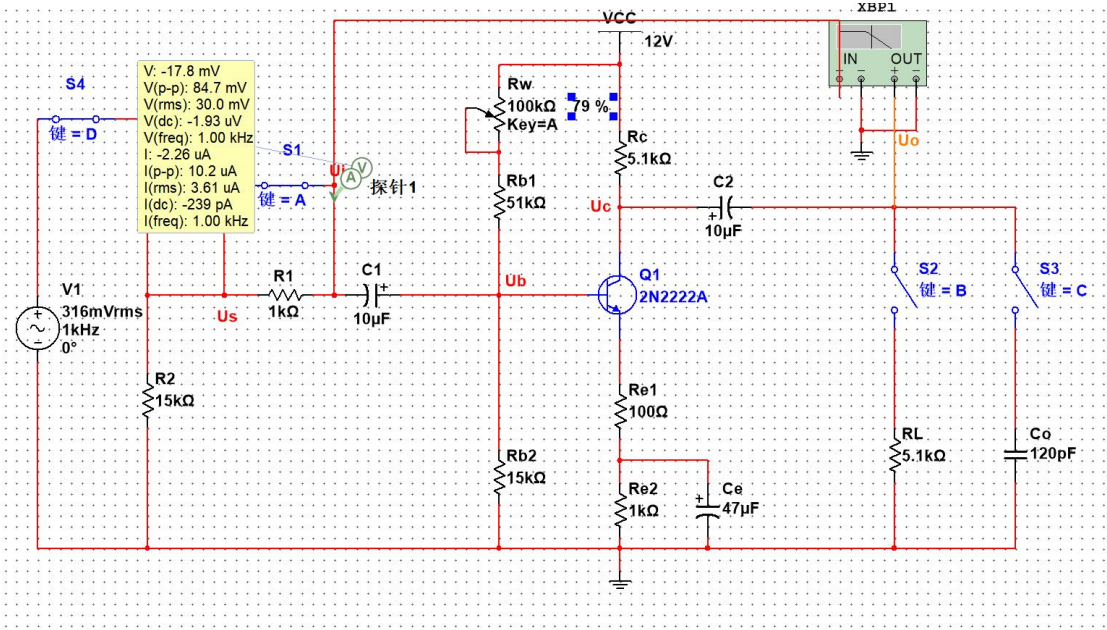 XBP1
VCC
12V
IN
OUT
S4
键 = D
V: -17.8 mV
V(p-p): 84.7 mV
V(rms): 30.0 mV
V(dc): -1.93 uV
V(freq): 1.00 kHz
I: -2.26 uA
I(p-p): 10.2 uA
I(rms): 3.61 uA
I(dc): -239 pA
I(freq): 1.00 kHz
S1
键 = A
V
A
探针1
Rw
100kΩ
79 %
Key=A
Rc
5.1kΩ
Uo
Rb1
51kΩ
Uc
C2
+
10µF
R1
1kΩ
C1
+
10µF
Ub
Q1
2N2222A
S2
键 = B
S3
键 = C
V1
316mVrms
1kHz
0°
Us
R2
15kΩ
Re1
100Ω
Rb2
15kΩ
Re2
1kΩ
Ce
+
47µF
RL
5.1kΩ
Co
120pF